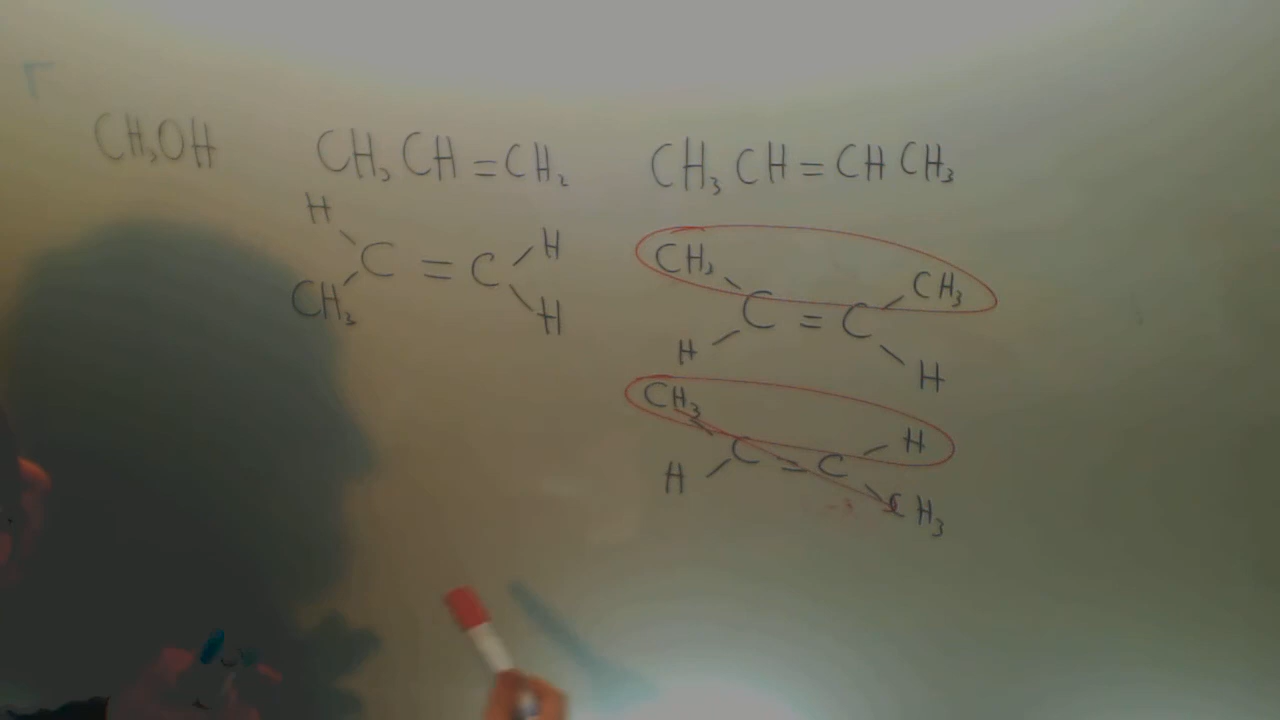 CH₃OH CH₃CH=CH₂ CH₃CH=CHCH₃
H
C = C H
CH₃ H
CH₃ CH₃
C = C
H H
CH₃
C = C H
H CH₃